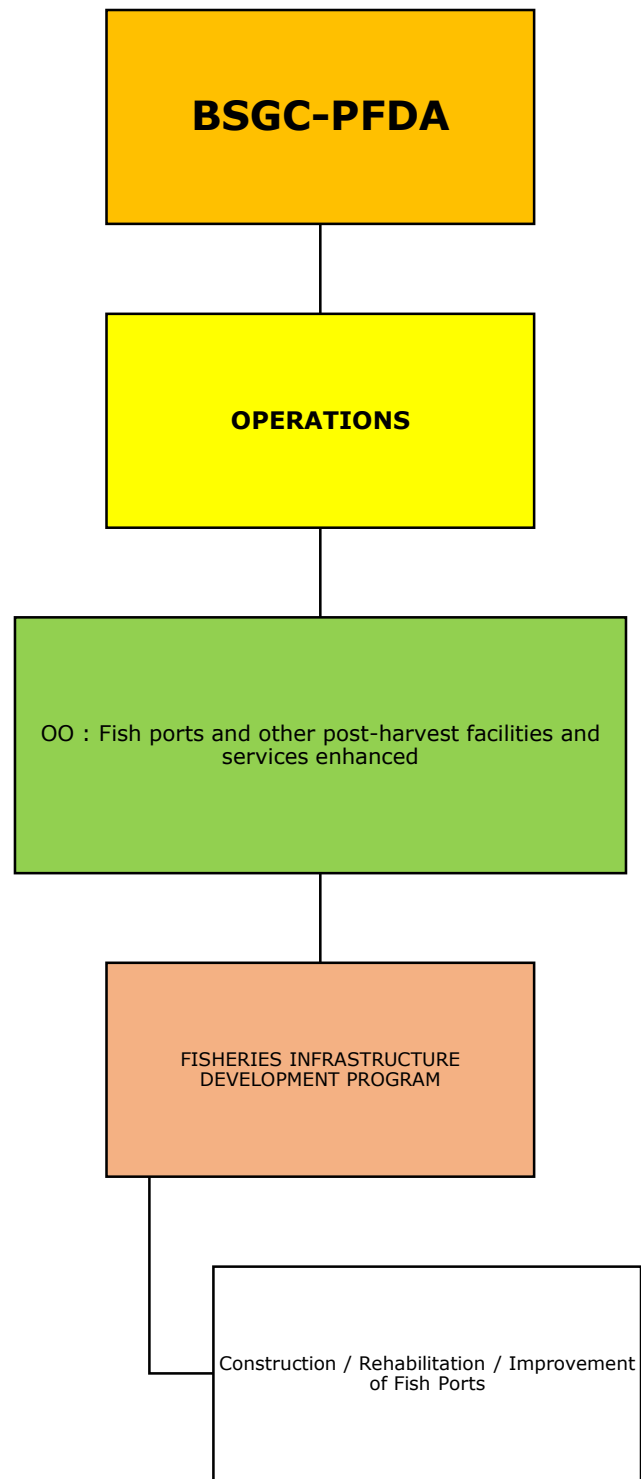 BSGC-PFDA
OPERATIONS
OO : Fish ports and other post-harvest facilities and
services enhanced
FISHERIES INFRASTRUCTURE
DEVELOPMENT PROGRAM
Construction / Rehabilitation / Improvement
of Fish Ports